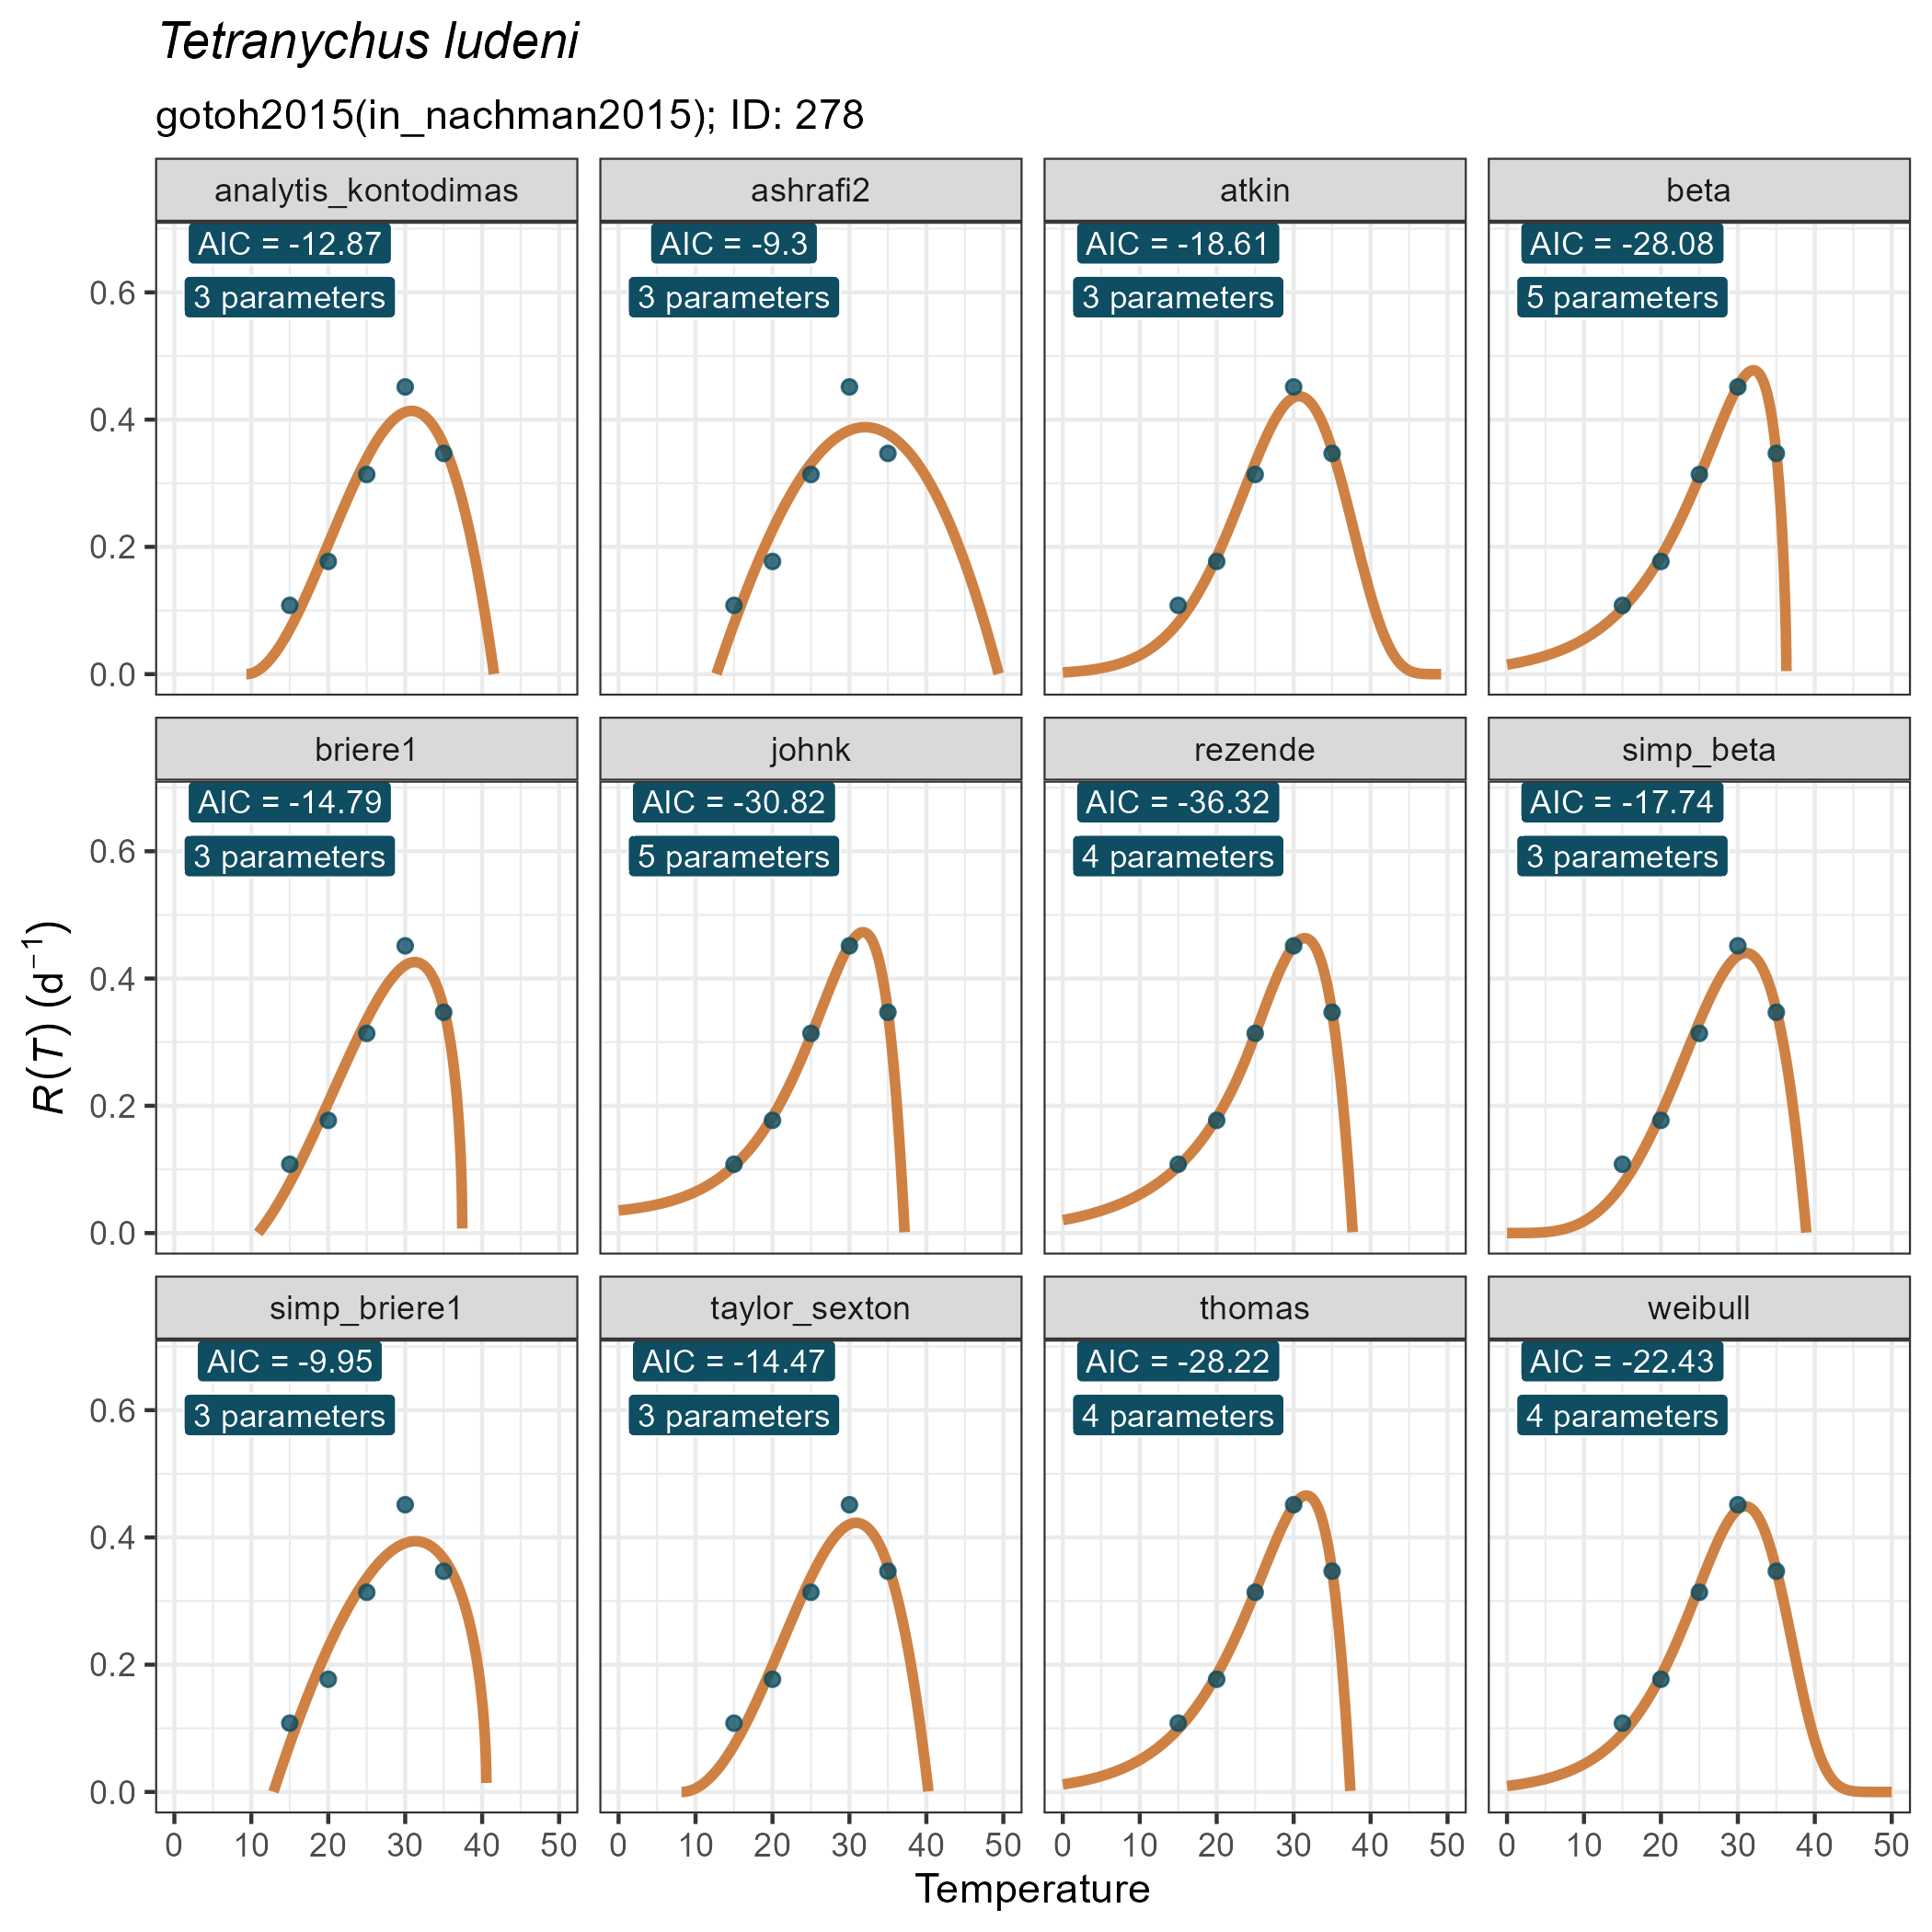 Tetranychus ludeni
gotoh2015(in_nachman2015); ID: 278
analytis_kontodimas ashrafi2 atkin beta
AIC = -12.87 AIC = -9.3 AIC = -18.61 AIC = -28.08
3 parameters 3 parameters 3 parameters 5 parameters
0.6
0.4
0.2
0.0
briere1 johnk rezende simp_beta
AIC = -14.79 AIC = -30.82 AIC = -36.32 AIC = -17.74
3 parameters 5 parameters 4 parameters 3 parameters
0.6
0.4
0.2
0.0
R(T) (d⁻¹)
simp_briere1 taylor_sexton thomas weibull
AIC = -9.95 AIC = -14.47 AIC = -28.22 AIC = -22.43
3 parameters 3 parameters 4 parameters 4 parameters
0.6
0.4
0.2
0.0
0 10 20 30 40 50 0 10 20 30 40 50 0 10 20 30 40 50 0 10 20 30 40 50
Temperature